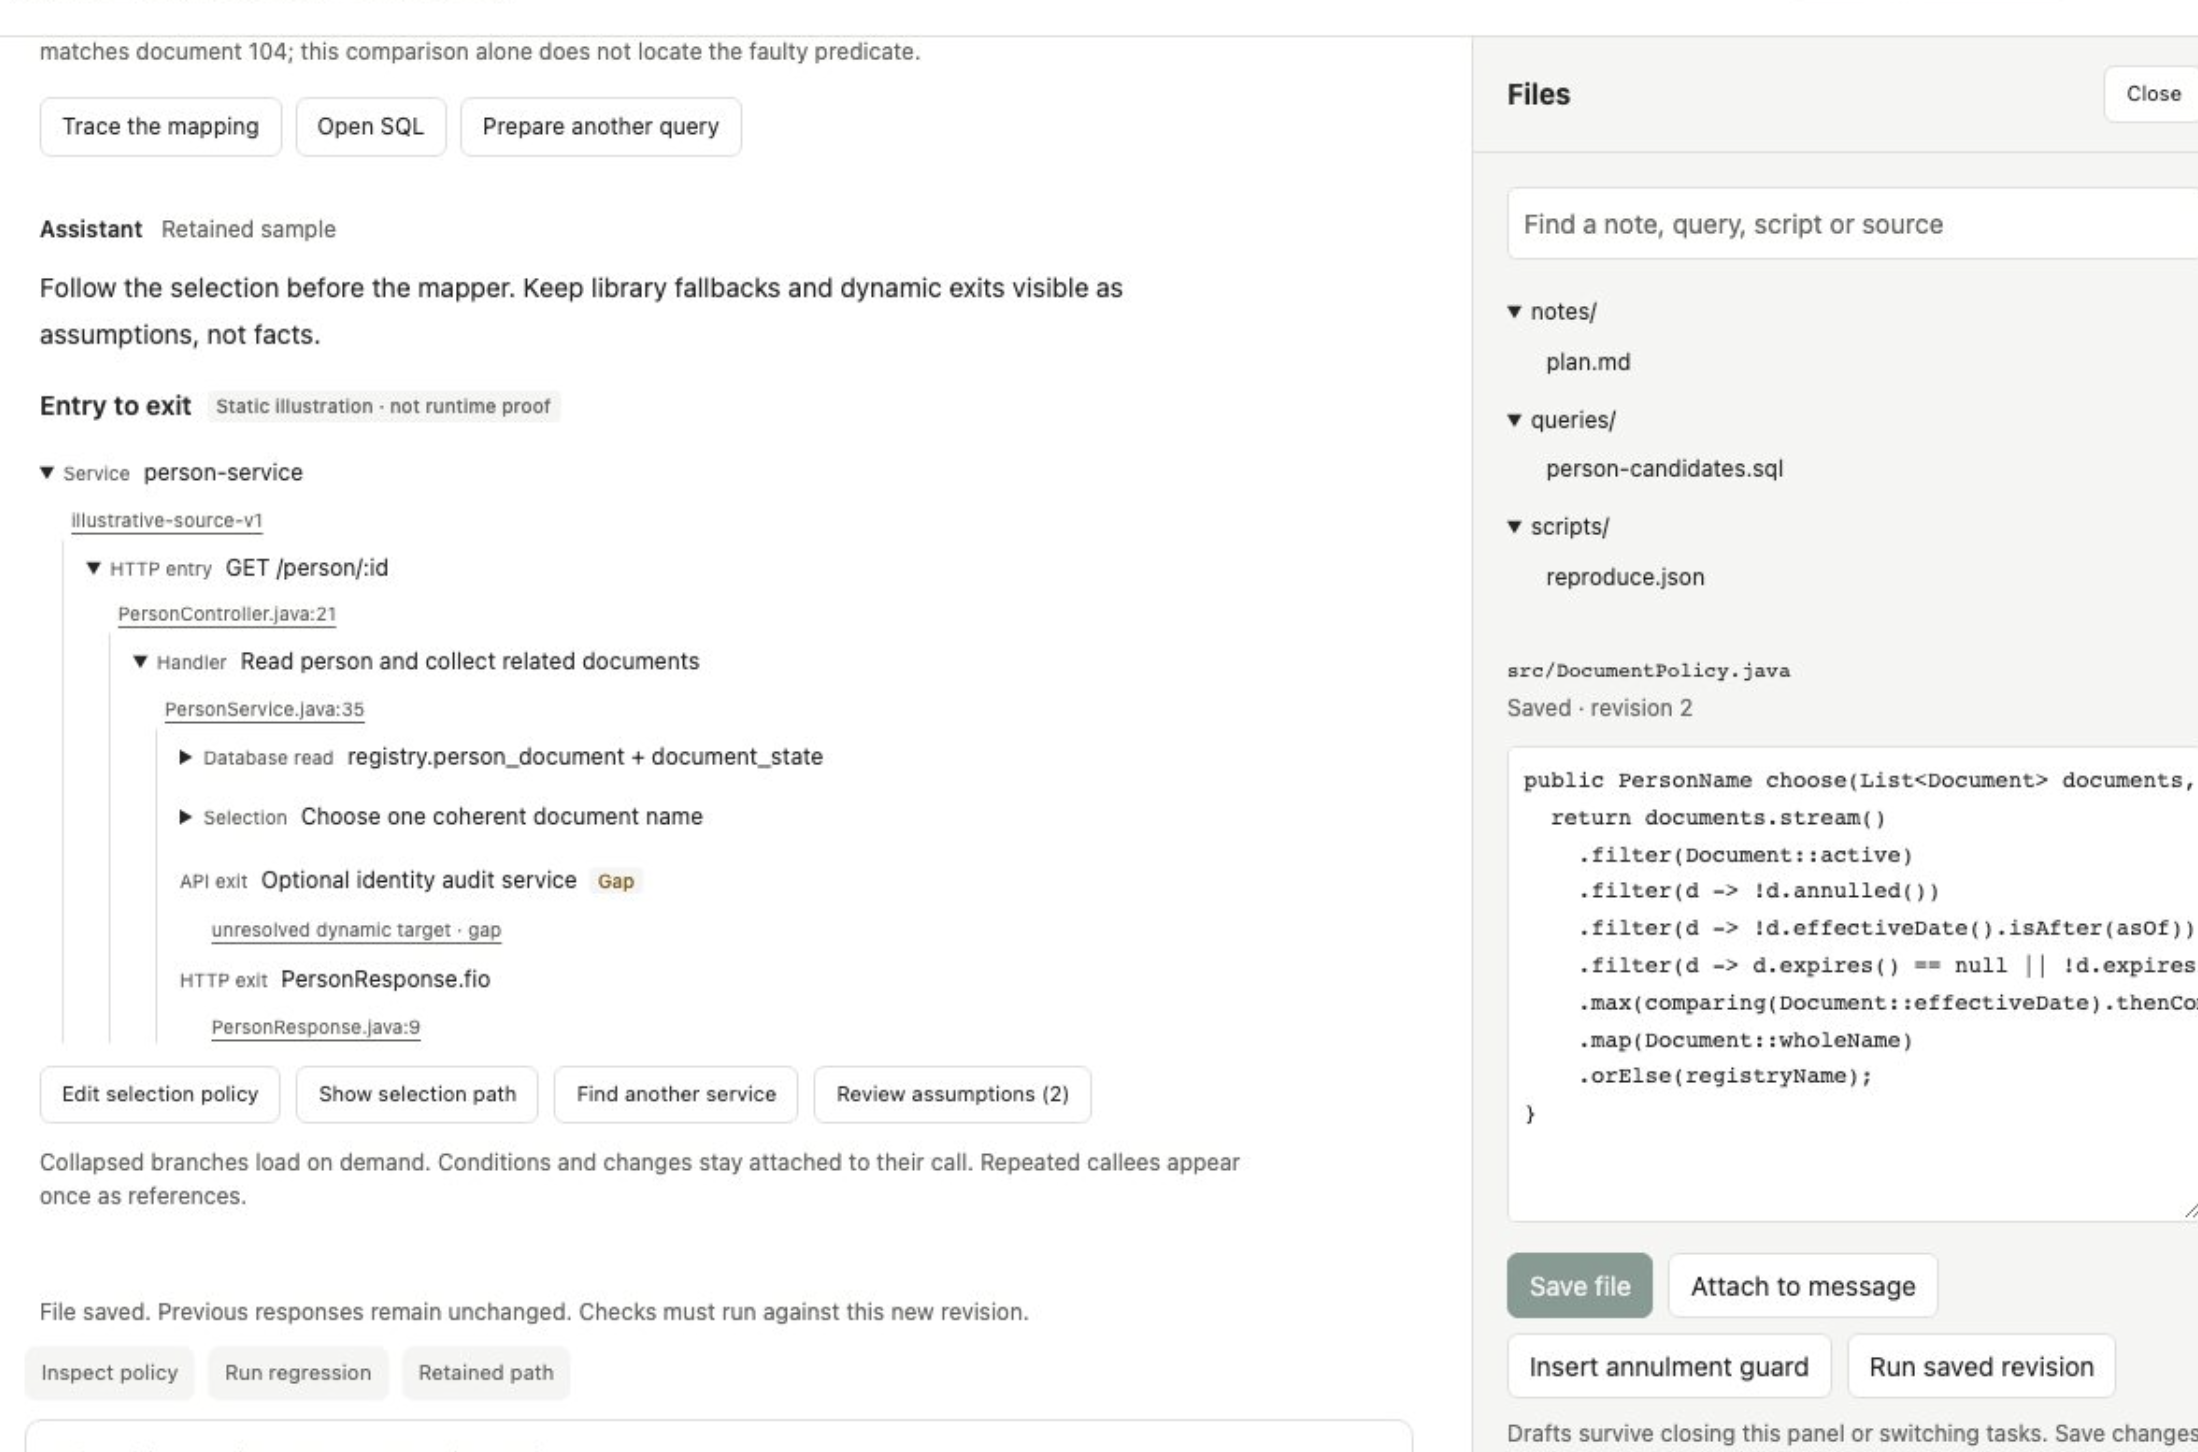 matches document 104; this comparison alone does not locate the faulty predicate.
Trace the mapping
Open SQL
Prepare another query
Assistant Retained sample
Follow the selection before the mapper. Keep library fallbacks and dynamic exits visible as
assumptions, not facts.
Entry to exit Static illustration · not runtime proof
▼ Service person-service
illustrative-source-v1
▼ HTTP entry GET /person/:id
PersonController.java:21
▼ Handler Read person and collect related documents
PersonService.java:35
▶ Database read registry.person_document + document_state
▶ Selection Choose one coherent document name
API exit Optional identity audit service Gap
unresolved dynamic target · gap
HTTP exit PersonResponse.fio
PersonResponse.java:9
Edit selection policy
Show selection path
Find another service
Review assumptions (2)
Collapsed branches load on demand. Conditions and changes stay attached to their call. Repeated callees appear
once as references.
File saved. Previous responses remain unchanged. Checks must run against this new revision.
Inspect policy
Run regression
Retained path
Files
Close
Find a note, query, script or source
▼ notes/
plan.md
▼ queries/
person-candidates.sql
▼ scripts/
reproduce.json
src/DocumentPolicy.java
Saved · revision 2
public PersonName choose(List<Document> documents,
return documents.stream()
.filter(Document::active)
.filter(d -> !d.annulled())
.filter(d -> !d.effectiveDate().isAfter(asOf))
.filter(d -> d.expires() == null || !d.expires
.max(comparing(Document::effectiveDate).thenCo
.map(Document::wholeName)
.orElse(registryName);
}
Save file
Attach to message
Insert annulment guard
Run saved revision
Drafts survive closing this panel or switching tasks. Save changes